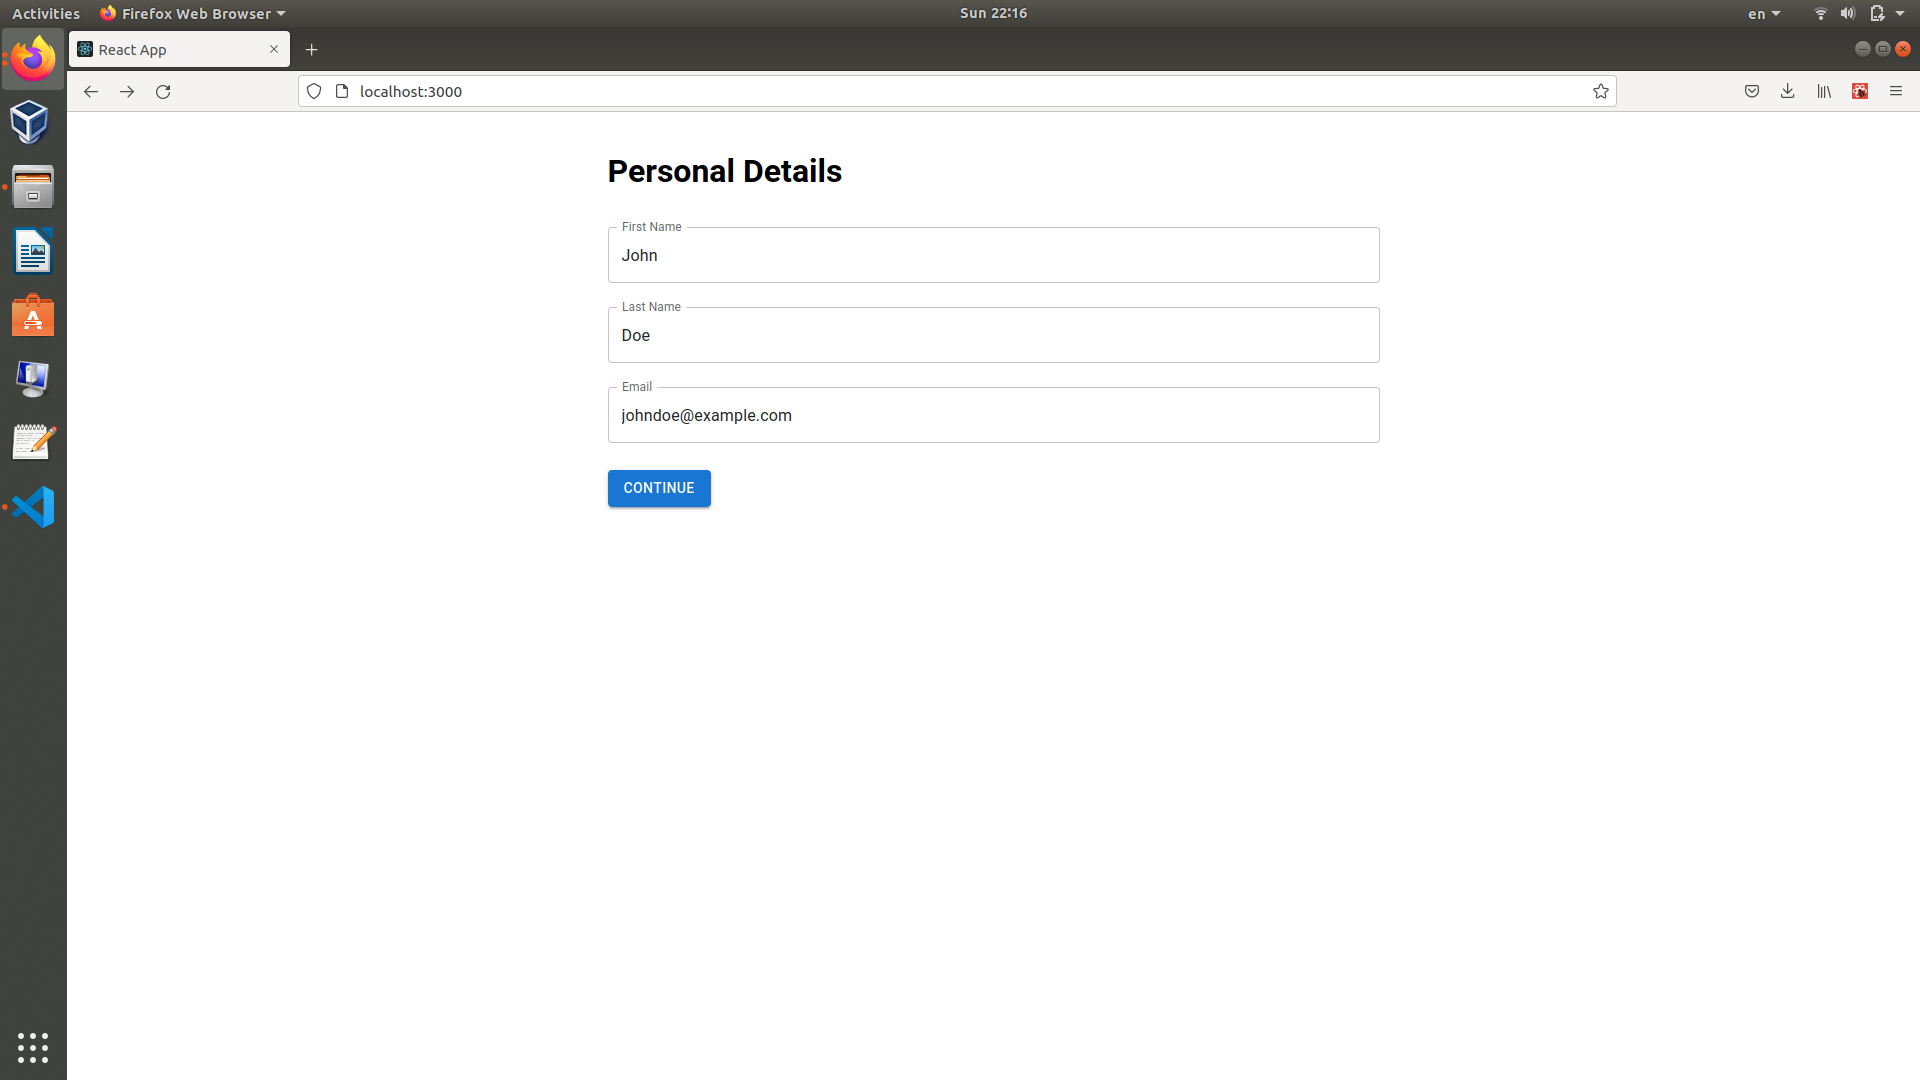 Activities Firefox Web Browser Sun 22:16 en
React App
localhost:3000
Personal Details
First Name
John
Last Name
Doe
Email
johndoe@example.com
CONTINUE